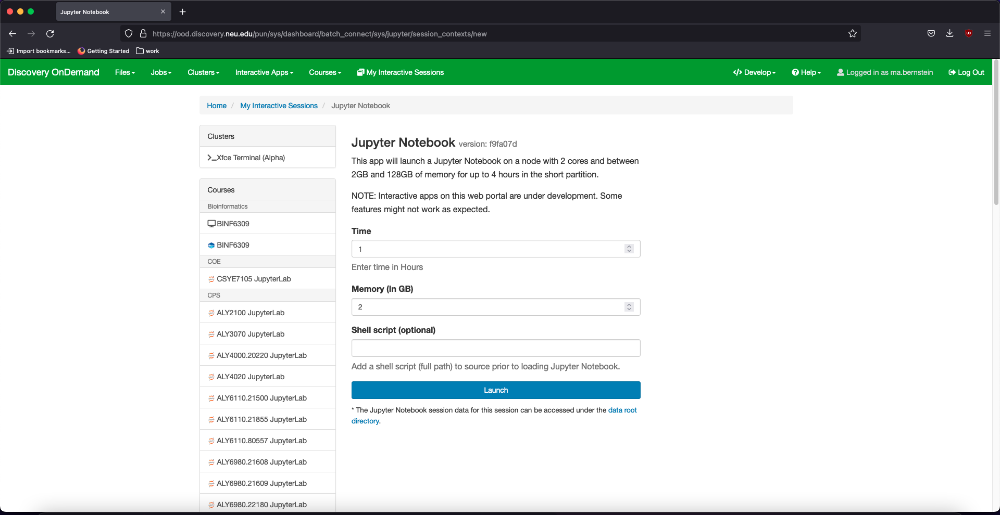 Jupyter Notebook
https://ood.discovery.neu.edu/pun/sys/dashboard/batch_connect/sys/jupyter/session_contexts/new
Import bookmarks... Getting Started work
Discovery OnDemand Files Jobs Clusters Interactive Apps Courses My Interactive Sessions Develop Help Logged in as ma.bernstein Log Out
Home / My Interactive Sessions / Jupyter Notebook
Clusters
Xfce Terminal (Alpha)
Courses
Bioinformatics
BINF6309
BINF6309
COE
CSYE7105 JupyterLab
CPS
ALY2100 JupyterLab
ALY3070 JupyterLab
ALY4000.20220 JupyterLab
ALY4020 JupyterLab
ALY6110.21500 JupyterLab
ALY6110.21855 JupyterLab
ALY6110.80557 JupyterLab
ALY6980.21608 JupyterLab
ALY6980.21609 JupyterLab
ALY6980.22180 JupyterLab
Jupyter Notebook version: f9fa07d
This app will launch a Jupyter Notebook on a node with 2 cores and between
2GB and 128GB of memory for up to 4 hours in the short partition.
NOTE: Interactive apps on this web portal are under development. Some
features might not work as expected.
Time
1
Enter time in Hours
Memory (In GB)
2
Shell script (optional)
Add a shell script (full path) to source prior to loading Jupyter Notebook.
Launch
* The Jupyter Notebook session data for this session can be accessed under the data root
directory.